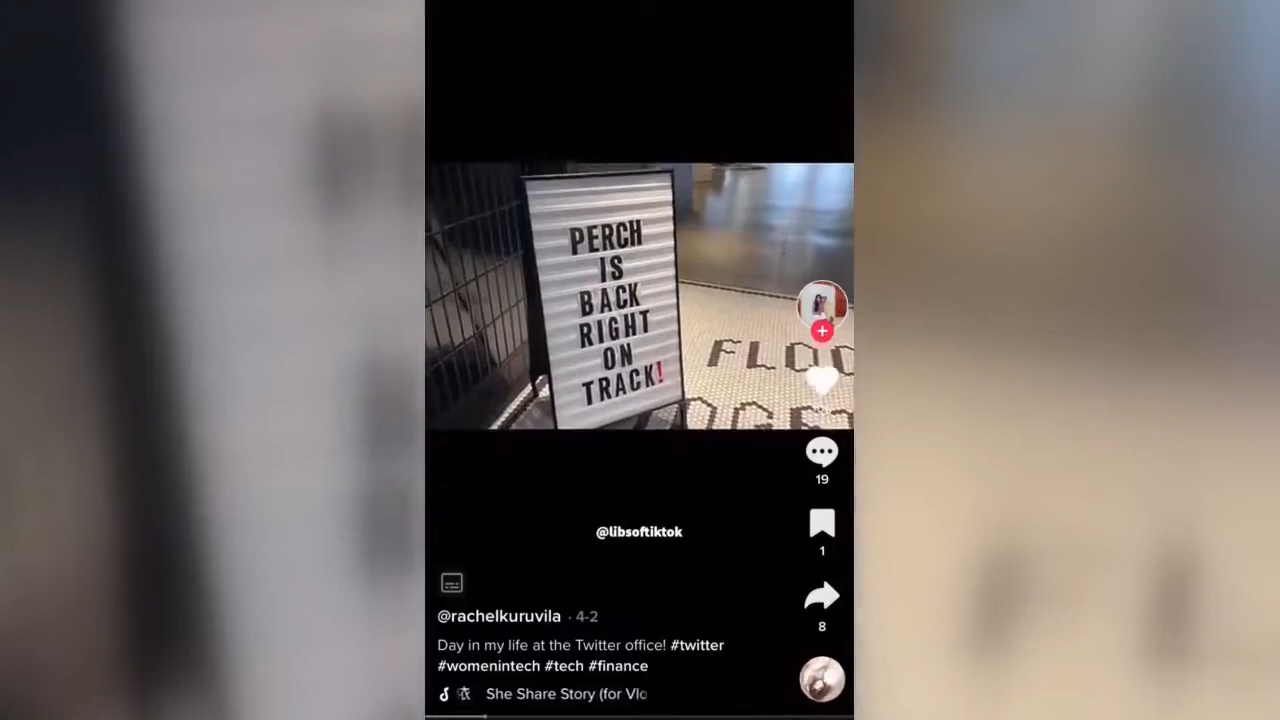 PERCH
IS
BACK
RIGHT
ON
TRACK!
19
@libsoftiktok
1
@rachelkuruvila · 4-2
8
Day in my life at the Twitter office! #twitter
#womenintech #tech #finance
She Share Story (for Vlo